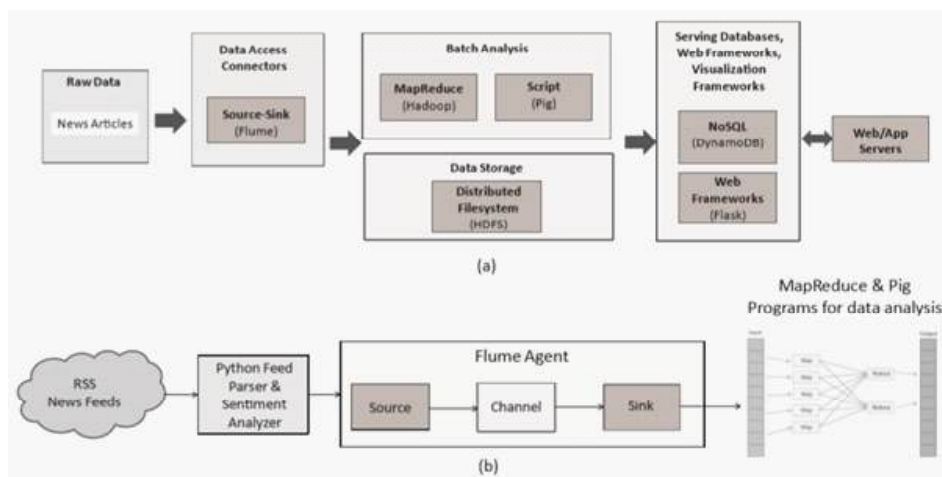 Raw Data
News Articles
Data Access
Connectors
Source-Sink
(Flume)
Batch Analysis
MapReduce
(Hadoop)
Script
(Pig)
Data Storage
Distributed
Filesystem
(HDFS)
Serving Databases,
Web Frameworks,
Visualization
Frameworks
NoSQL
(DynamoDB)
Web
Frameworks
(Flask)
Web/App
Servers
(a)
MapReduce & Pig
Programs for data analysis
RSS
News Feeds
Python Feed
Parser &
Sentiment
Analyzer
Flume Agent
Source
Channel
Sink
(b)